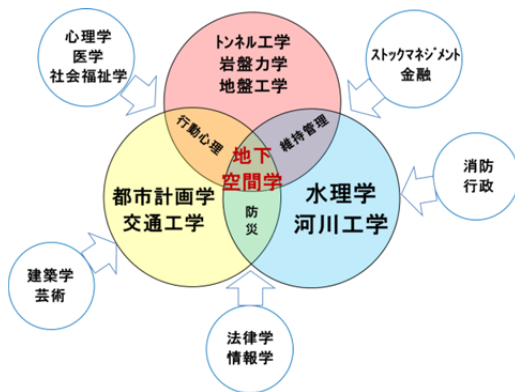 心理学
医学
社会福祉学
トンネル工学
岩盤力学
地盤工学
ストックマネジメント
金融
行動心理
維持管理
地下
空間学
消防
行政
都市計画学
交通工学
防
災
水理学
河川工学
建築学
芸術
法律学
情報学